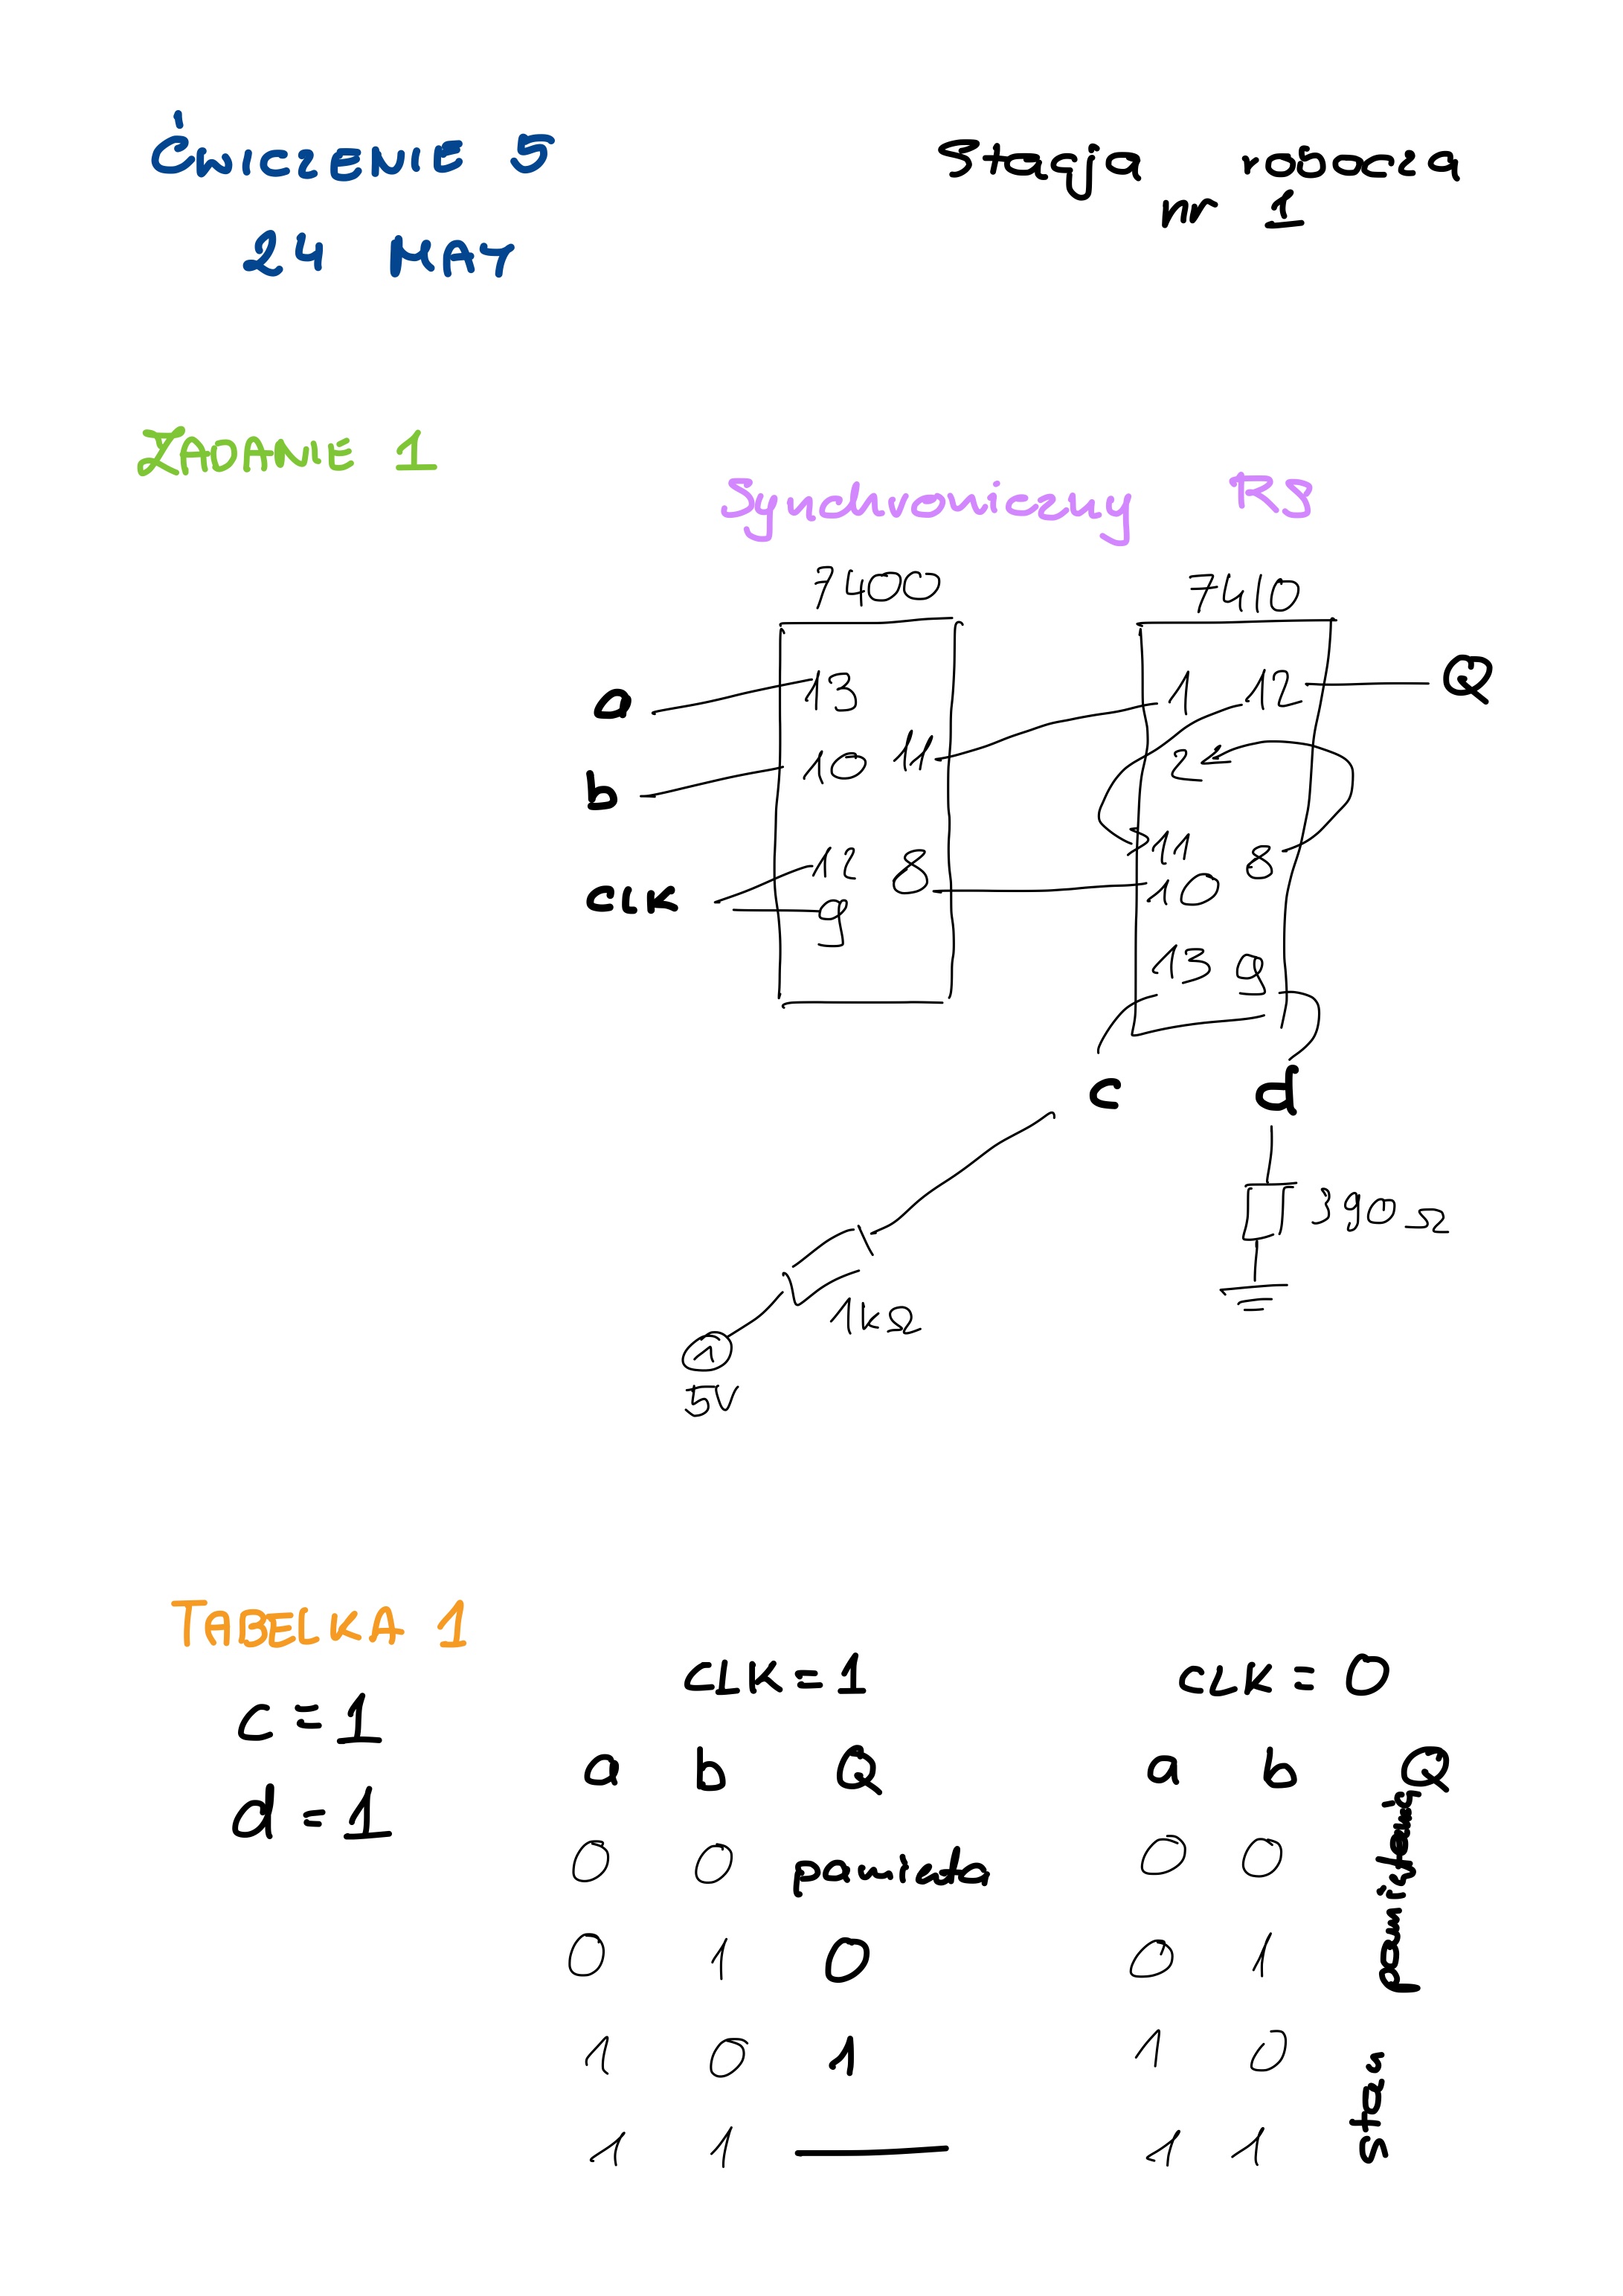 Ćwiczenie 5
Stacja robocza
nr 1
24 MAY
Zadanie 1
Synchroniczny RS
7400
7410
a
13
1
12
Q
b
10
11
2
CLK
12
8
11
8
9
10
13
9
c
d
390Ω
1kΩ
1
5V
Tabelka 1
CLK = 1
CLK = 0
c = 1
a b Q
a b Q
d = 1
0 0 pamięta
0 0
0 1 0
0 1
1 0 1
1 0
1 1 —
1 1
stan